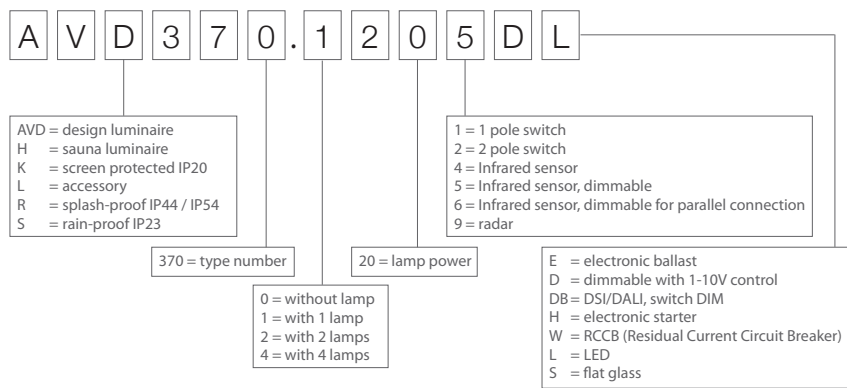 A V D 3 7 0 . 1 2 0 5 D L
AVD = design luminaire
H = sauna luminaire
K = screen protected IP20
L = accessory
R = splash-proof IP44 / IP54
S = rain-proof IP23
1 = 1 pole switch
2 = 2 pole switch
4 = Infrared sensor
5 = Infrared sensor, dimmable
6 = Infrared sensor, dimmable for parallel connection
9 = radar
370 = type number
20 = lamp power
0 = without lamp
1 = with 1 lamp
2 = with 2 lamps
4 = with 4 lamps
E = electronic ballast
D = dimmable with 1-10V control
DB = DSI/DALI, switch DIM
H = electronic starter
W = RCCB (Residual Current Circuit Breaker)
L = LED
S = flat glass